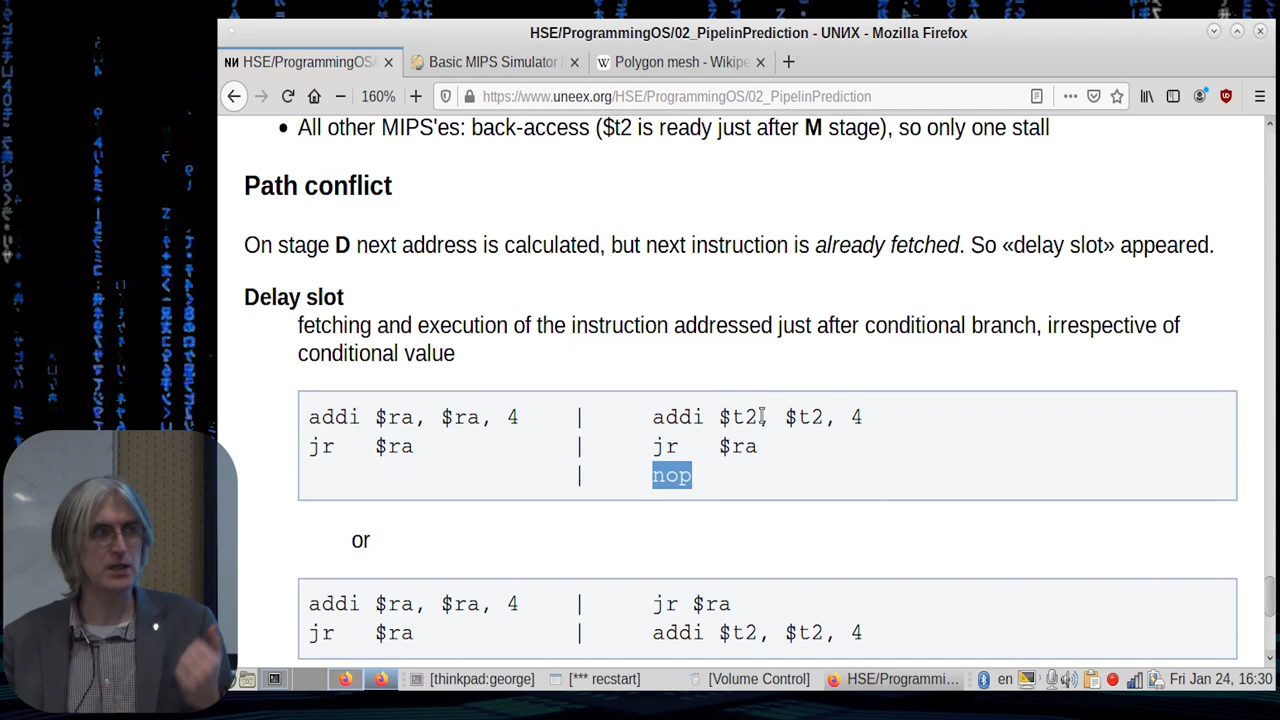 HSE/ProgrammingOS/02_PipelinPrediction - UNИX - Mozilla Firefox
NИ HSE/ProgrammingOS/
Basic MIPS Simulator
Polygon mesh - Wikipe
160%
https://www.uneex.org/HSE/ProgrammingOS/02_PipelinPrediction
All other MIPS'es: back-access ($t2 is ready just after M stage), so only one stall
Path conflict
On stage D next address is calculated, but next instruction is already fetched. So «delay slot» appeared.
Delay slot
fetching and execution of the instruction addressed just after conditional branch, irrespective of
conditional value
addi $ra, $ra, 4 | addi $t2, $t2, 4
jr $ra | jr $ra
| nop
or
addi $ra, $ra, 4 | jr $ra
jr $ra | addi $t2, $t2, 4
[thinkpad:george] [*** recstart) [Volume Control] HSE/Programmi... en Fri Jan 24, 16:30